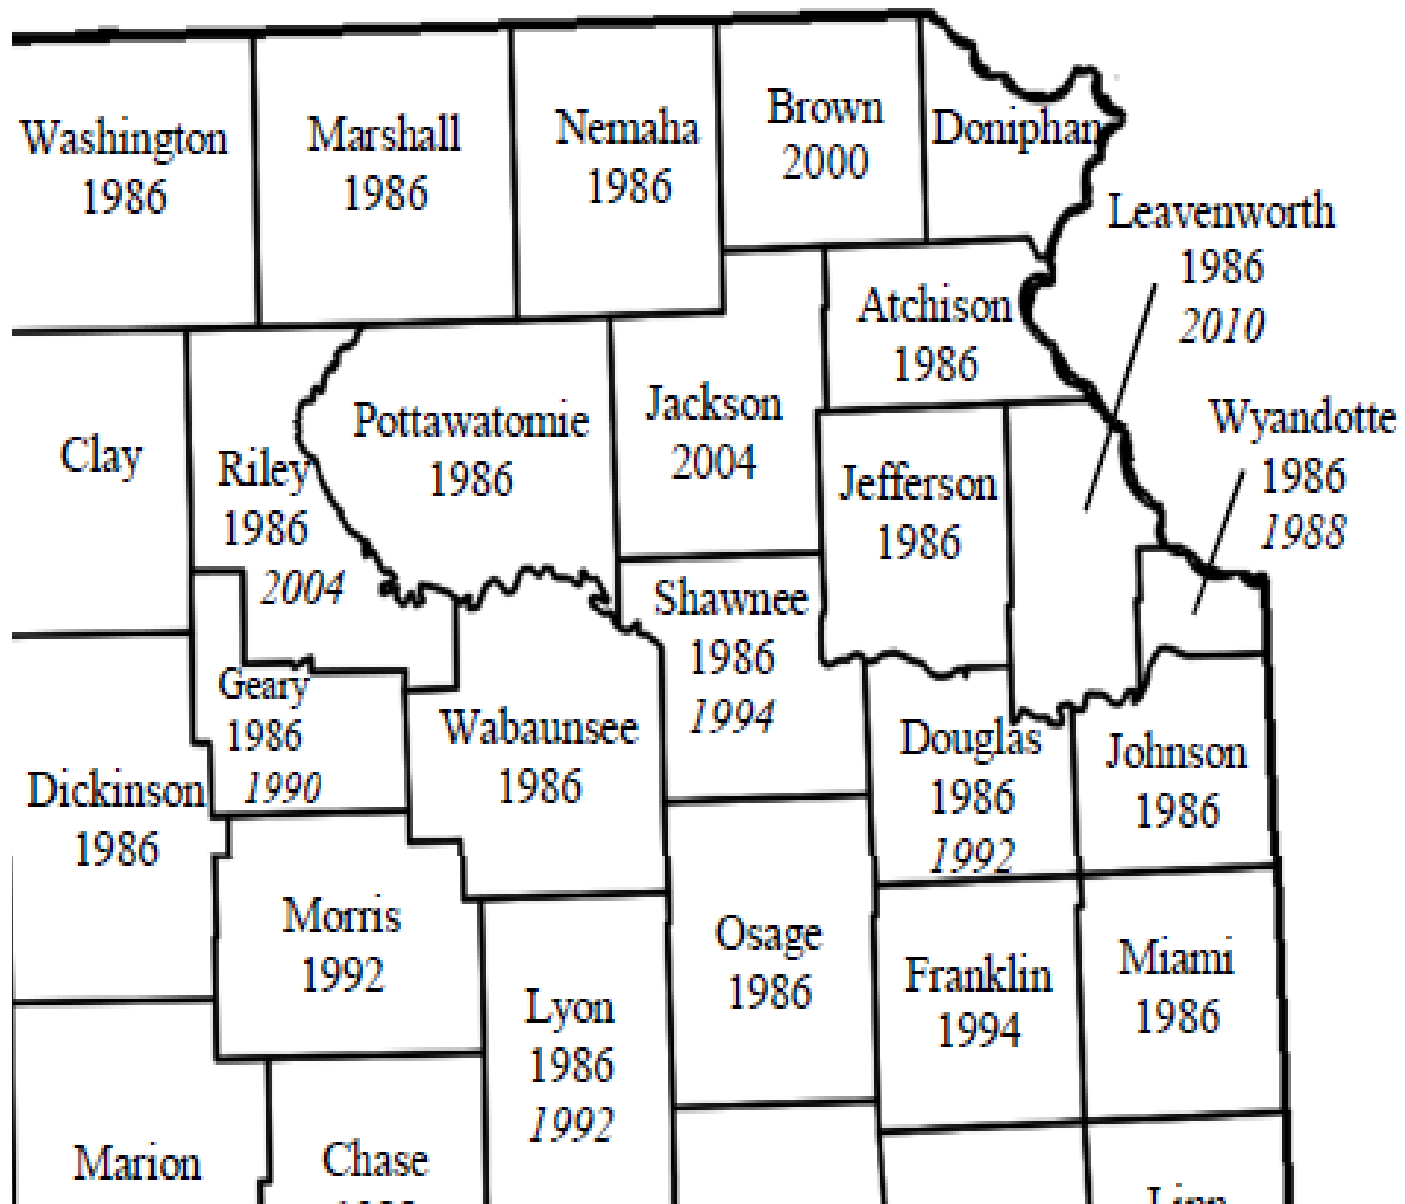 Washington
1986
Marshall
1986
Nemaha
1986
Brown
2000
Doniphan
Leavenworth
1986
2010
Atchison
1986
Wyandotte
1986
1988
Clay
Riley
1986
2004
Pottawatomie
1986
Jackson
2004
Jefferson
1986
Shawnee
1986
1994
Geary
1986
1990
Wabaunsee
1986
Dickinson
1986
Douglas
1986
1992
Johnson
1986
Morris
1992
Lyon
1986
1992
Osage
1986
Franklin
1994
Miami
1986
Marion
Chase
Linn